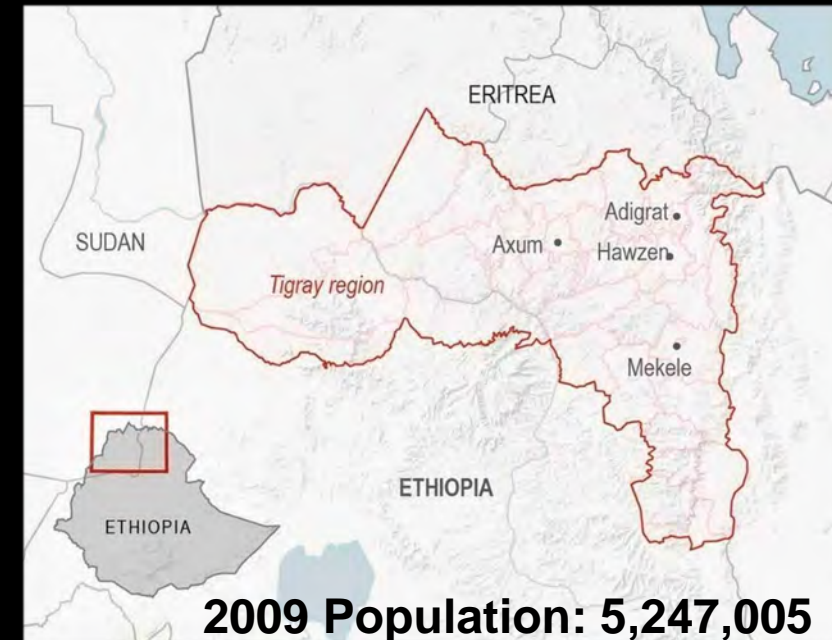 ERITREA
Adigrat
SUDAN
Axum
Hawzen
Tigray region
Mekele
ETHIOPIA
ETHIOPIA
2009 Population: 5,247,005